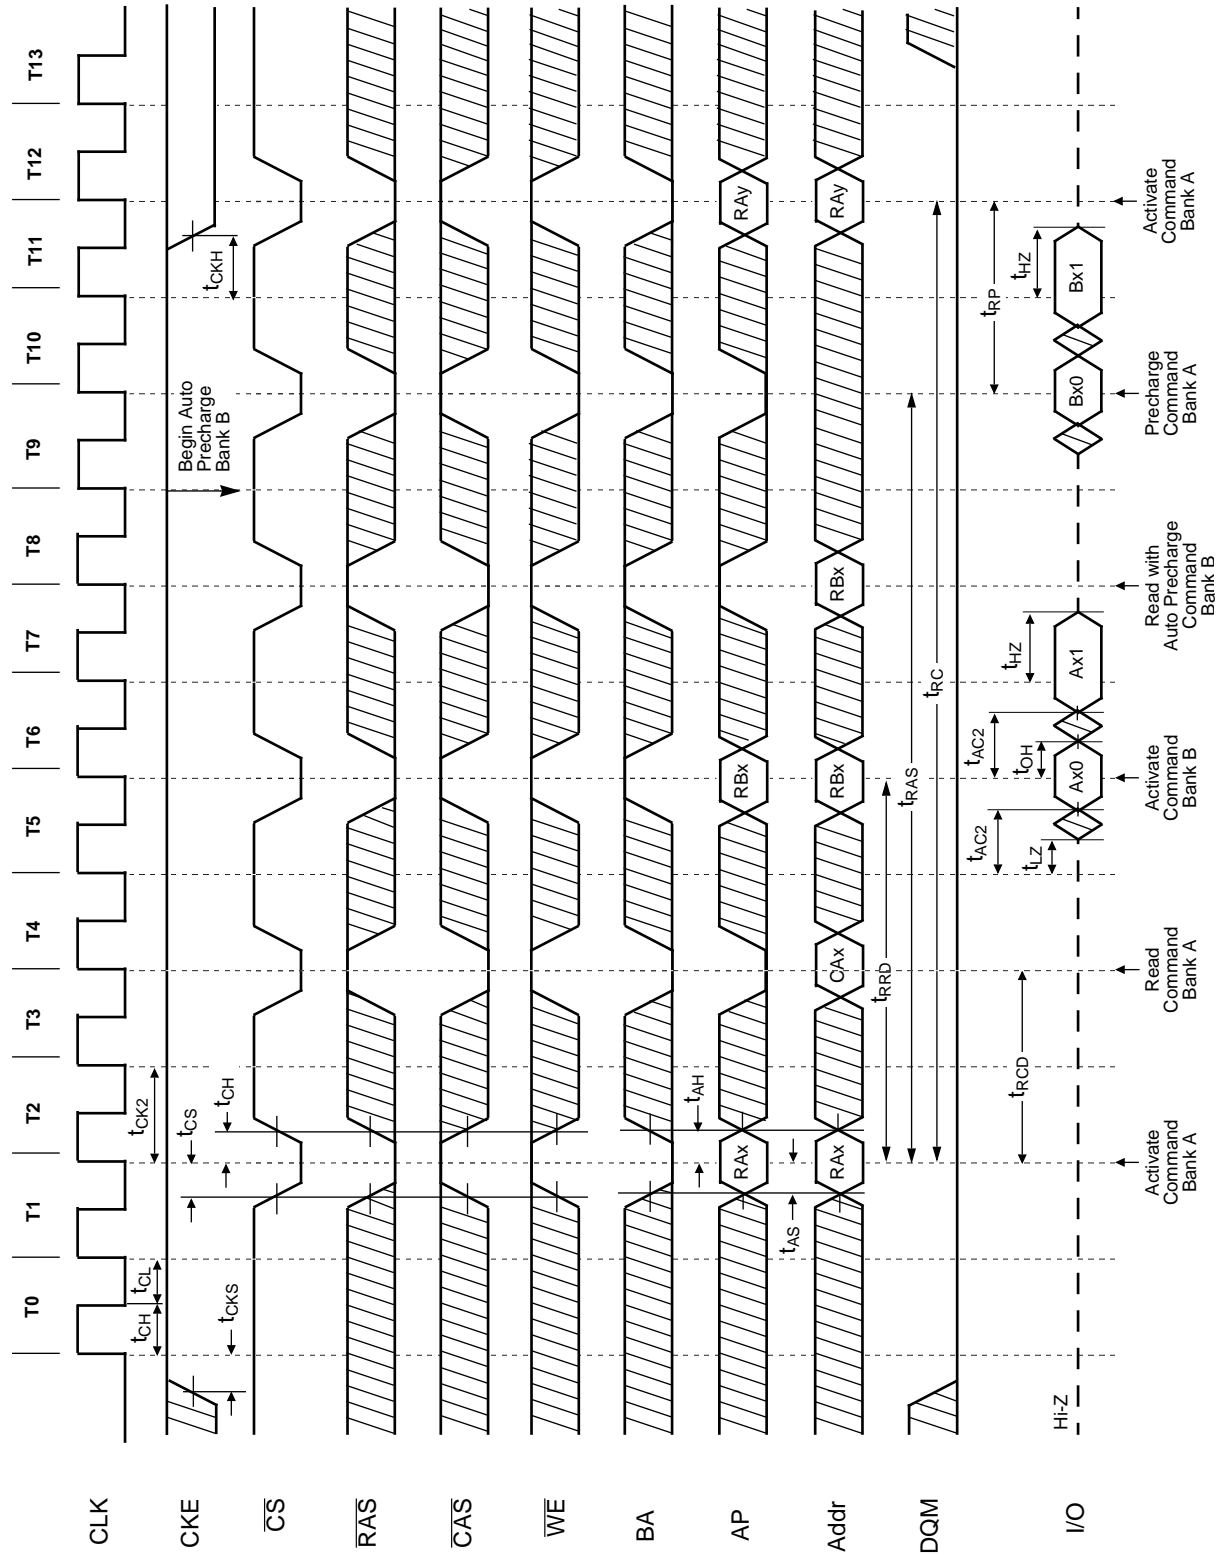 T0 T1 T2 T3 T4 T5 T6 T7 T8 T9 T10 T11 T12 T13
CLK
tCH tCL tCK2
CKE
tCKS tCS tCH
Begin Auto
Precharge
Bank B
tCKH
CS
RAS
CAS
WE
BA
tAH
AP
RAx RBx RAy
tAS
Addr
RAx CAx RBx RBx RAy
tRRD
tRAS
tRC
DQM
tRCD
tAC2 tAC2
tRP
tLZ tOH tHZ tHZ
Hi-Z
I/O
Ax0 Ax1 Bx0 Bx1
Activate
Command
Bank A
Read
Command
Bank A
Activate
Command
Bank B
Read with
Auto Precharge
Command
Bank B
Precharge
Command
Bank A
Activate
Command
Bank A